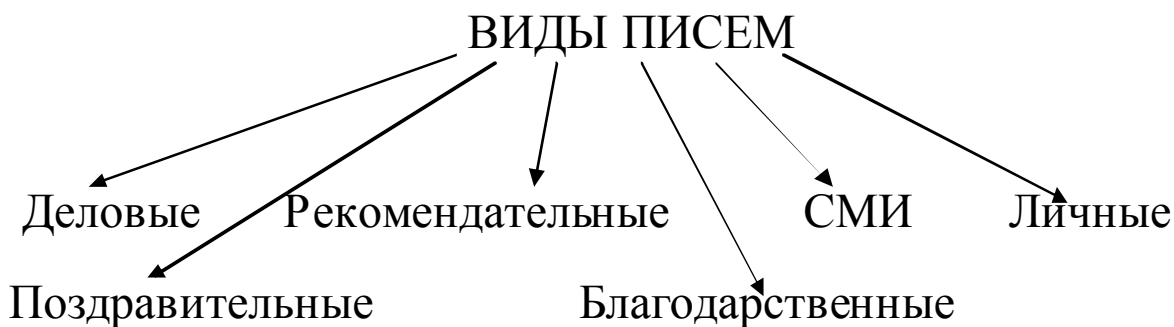 ВИДЫ ПИСЕМ
Деловые Рекомендательные СМИ Личные
Поздравительные Благодарственные